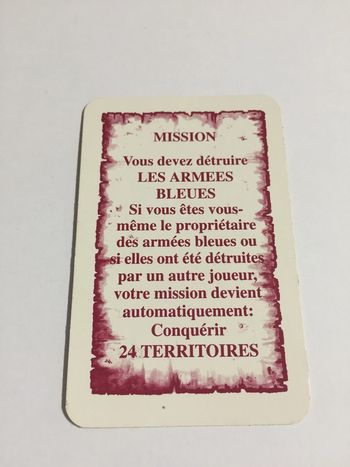 MISSION
Vous devez détruire
LES ARMEES
BLEUES
Si vous êtes vous-
même le propriétaire
des armées bleues ou
si elles ont été détruites
par un autre joueur,
votre mission devient
automatiquement:
Conquérir
24 TERRITOIRES